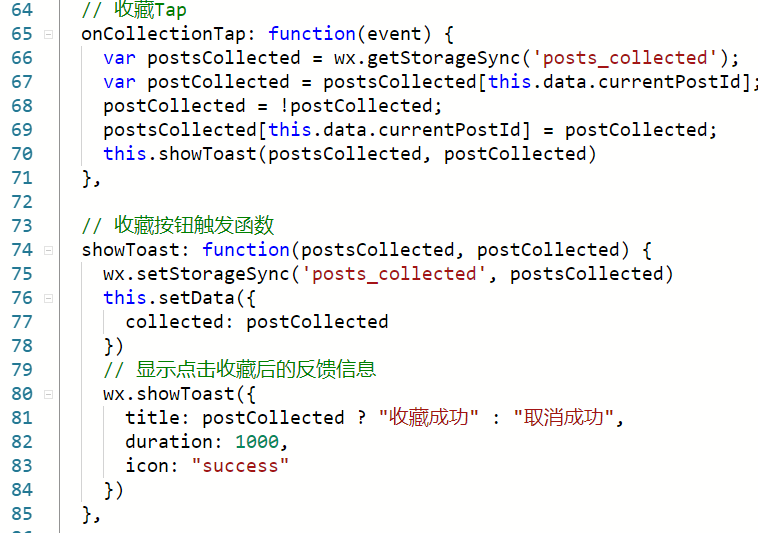 64 // 收藏Tap
65 onCollectionTap: function(event) {
66 var postsCollected = wx.getStorageSync('posts_collected');
67 var postCollected = postsCollected[this.data.currentPostId];
68 postCollected = !postCollected;
69 postsCollected[this.data.currentPostId] = postCollected;
70 this.showToast(postsCollected, postCollected)
71 },
72
73 // 收藏按钮触发函数
74 showToast: function(postsCollected, postCollected) {
75 wx.setStorageSync('posts_collected', postsCollected)
76 this.setData({
77 collected: postCollected
78 })
79 // 显示点击收藏后的反馈信息
80 wx.showToast({
81 title: postCollected ? "收藏成功" : "取消成功",
82 duration: 1000,
83 icon: "success"
84 })
85 },